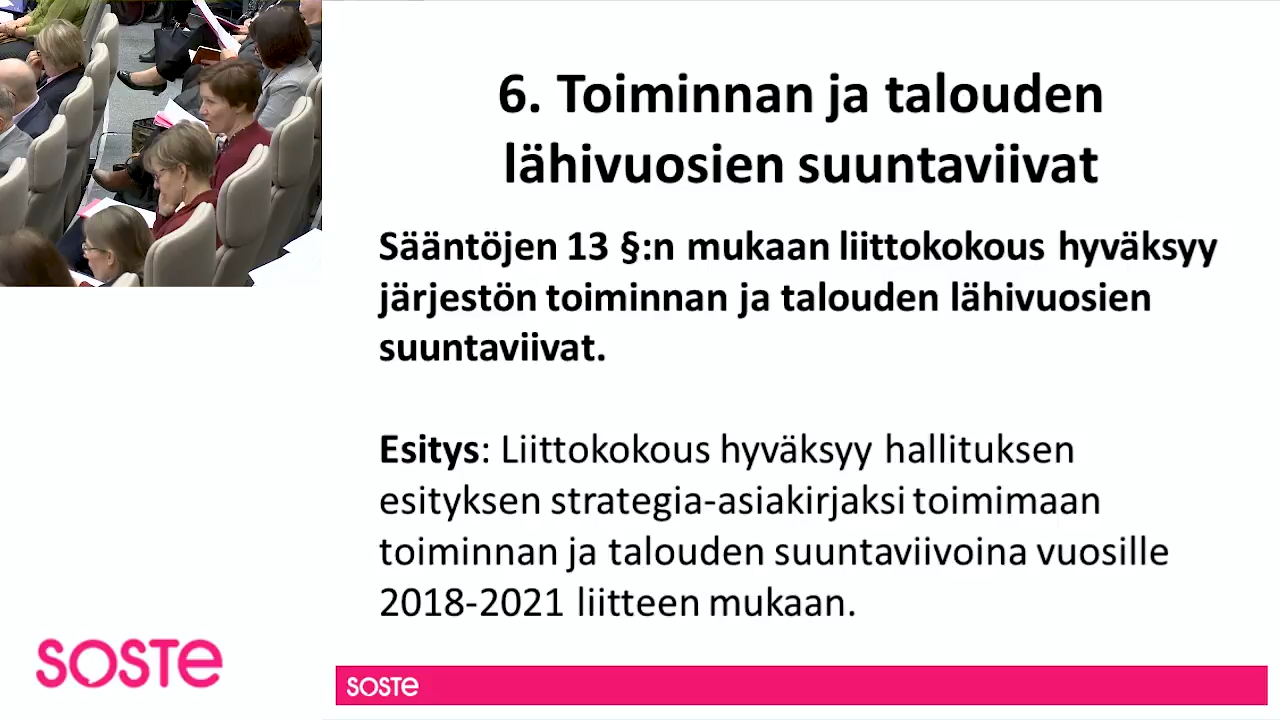 6. Toiminnan ja talouden
lähivuosien suuntaviivat
Sääntöjen 13 §:n mukaan liittokokous hyväksyy
järjestön toiminnan ja talouden lähivuosien
suuntaviivat.
Esitys: Liittokokous hyväksyy hallituksen
esityksen strategia-asiakirjaksi toimimaan
toiminnan ja talouden suuntaviivoina vuosille
2018-2021 liitteen mukaan.
SOSTE
SOSTE